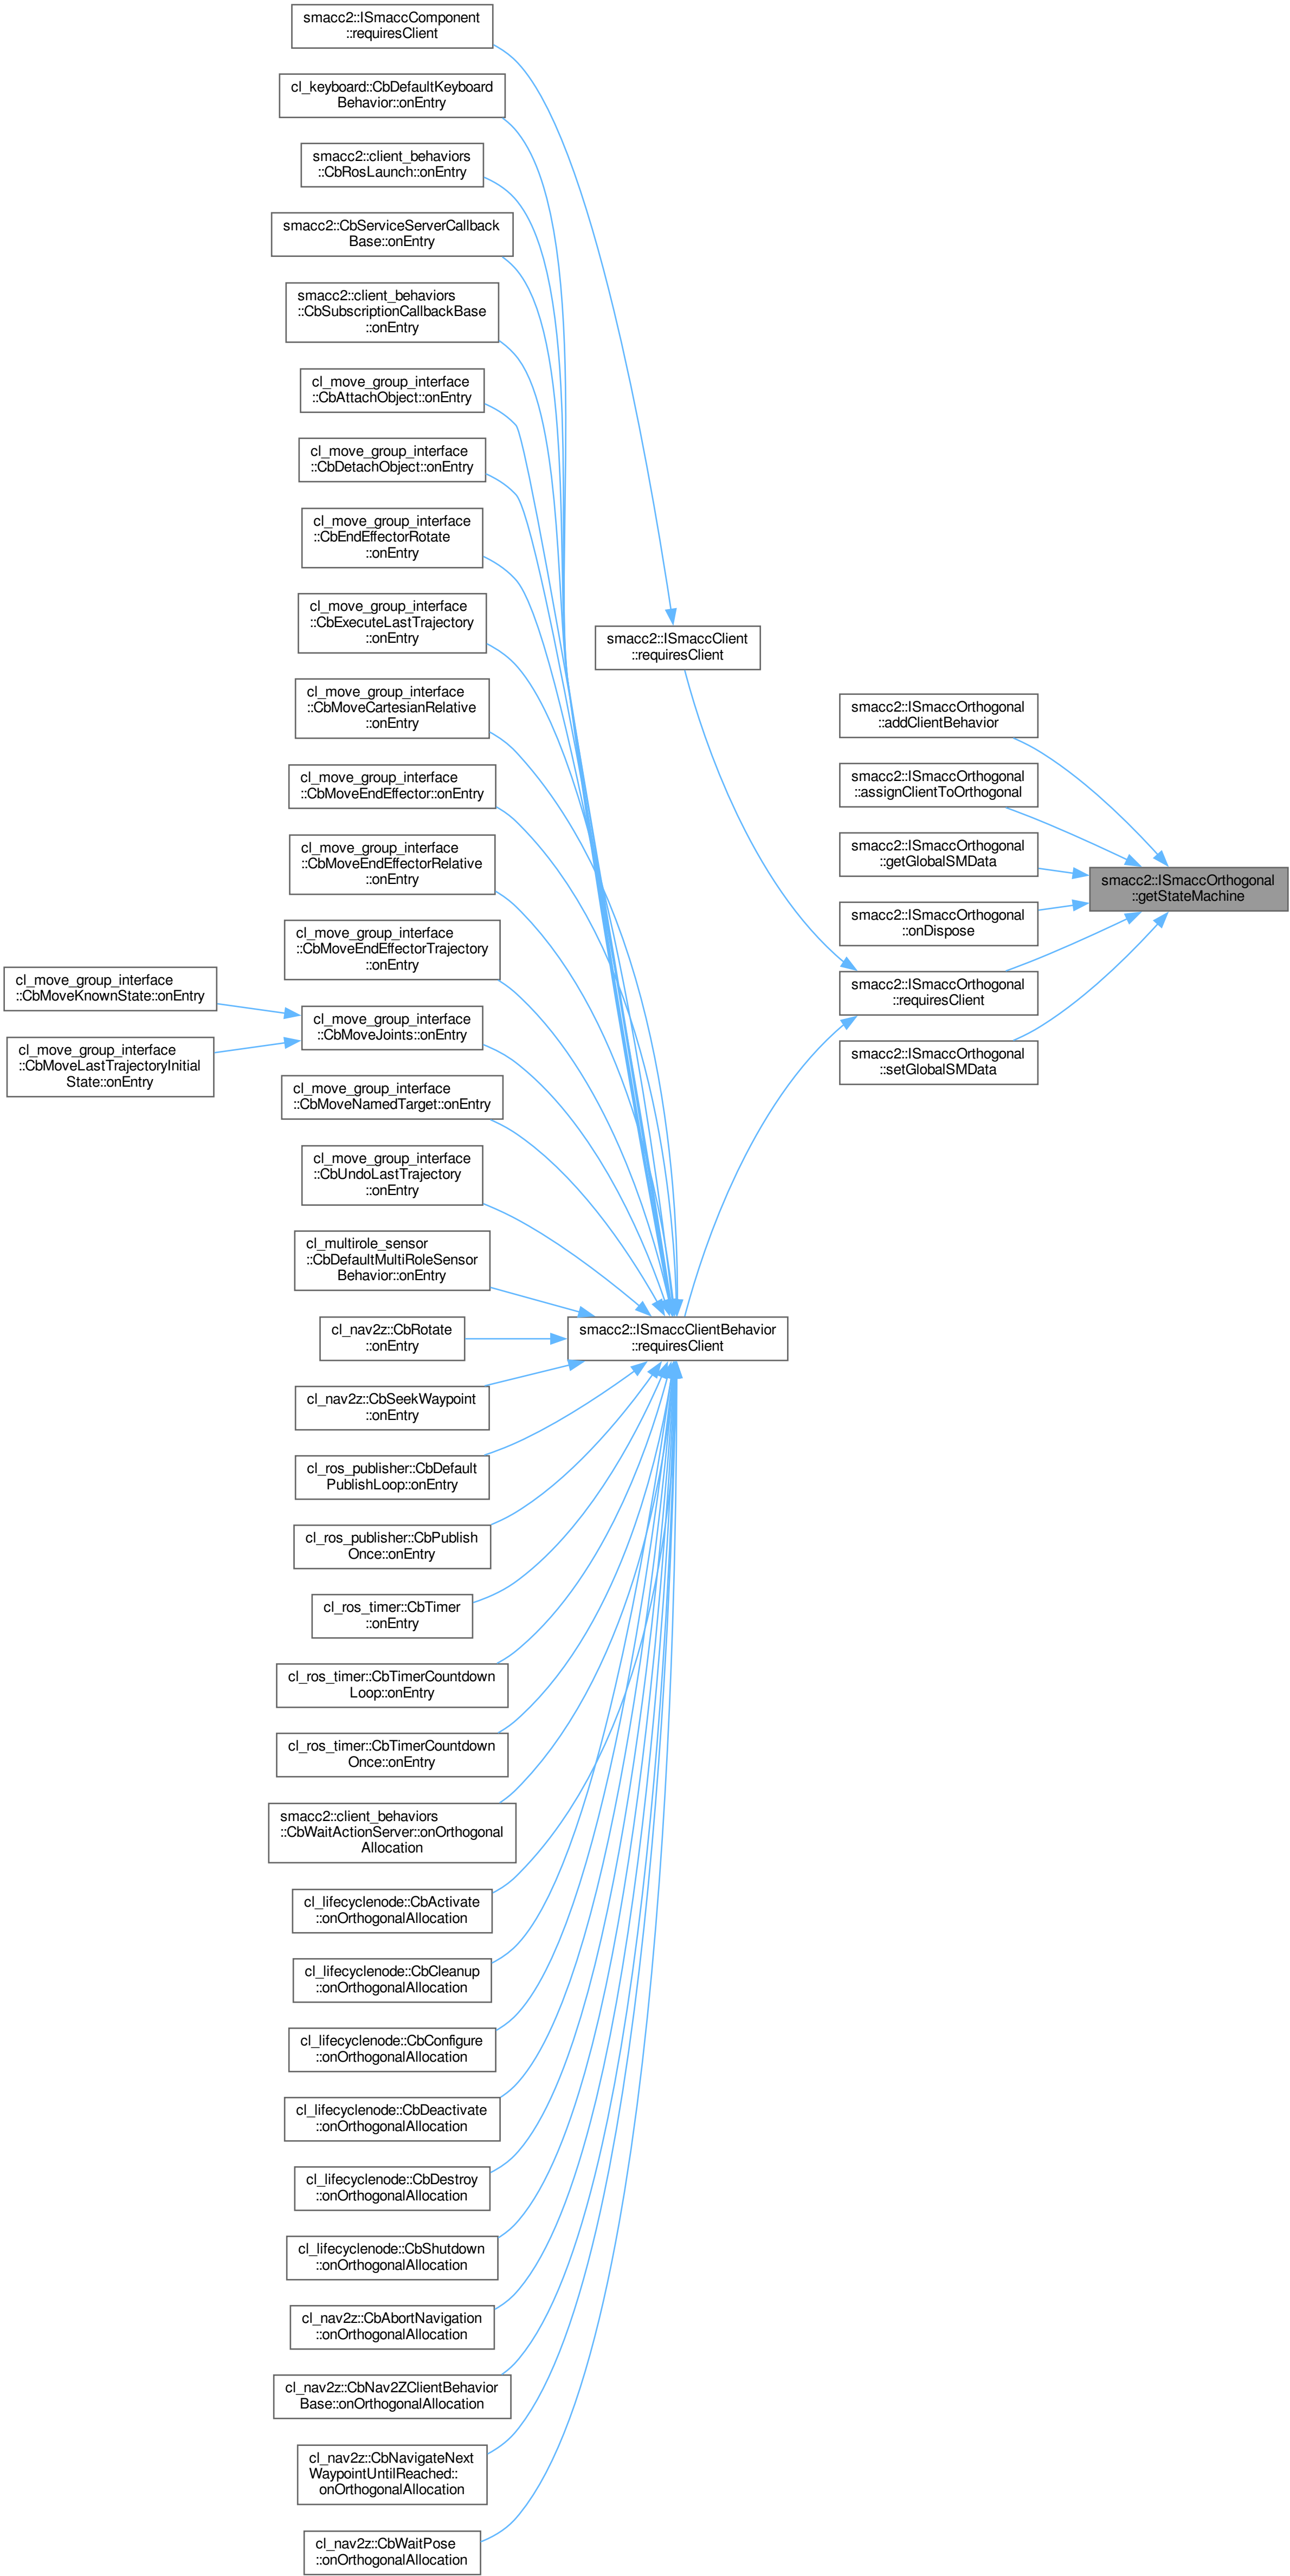 smacc2::ISmaccComponent
::requiresClient
cl_keyboard::CbDefaultKeyboard
Behavior::onEntry
smacc2::client_behaviors
::CbRosLaunch::onEntry
smacc2::CbServiceServerCallback
Base::onEntry
smacc2::client_behaviors
::CbSubscriptionCallbackBase
::onEntry
cl_move_group_interface
::CbAttachObject::onEntry
cl_move_group_interface
::CbDetachObject::onEntry
cl_move_group_interface
::CbEndEffectorRotate
::onEntry
cl_move_group_interface
::CbExecuteLastTrajectory
::onEntry
cl_move_group_interface
::CbMoveCartesianRelative
::onEntry
cl_move_group_interface
::CbMoveEndEffector::onEntry
cl_move_group_interface
::CbMoveEndEffectorRelative
::onEntry
cl_move_group_interface
::CbMoveEndEffectorTrajectory
::onEntry
cl_move_group_interface
::CbMoveKnownState::onEntry
cl_move_group_interface
::CbMoveLastTrajectoryInitial
State::onEntry
cl_move_group_interface
::CbMoveJoints::onEntry
cl_move_group_interface
::CbMoveNamedTarget::onEntry
cl_move_group_interface
::CbUndoLastTrajectory
::onEntry
cl_multirole_sensor
::CbDefaultMultiRoleSensor
Behavior::onEntry
cl_nav2z::CbRotate
::onEntry
cl_nav2z::CbSeekWaypoint
::onEntry
cl_ros_publisher::CbDefault
PublishLoop::onEntry
cl_ros_publisher::CbPublish
Once::onEntry
cl_ros_timer::CbTimer
::onEntry
cl_ros_timer::CbTimerCountdown
Loop::onEntry
cl_ros_timer::CbTimerCountdown
Once::onEntry
smacc2::client_behaviors
::CbWaitActionServer::onOrthogonal
Allocation
cl_lifecyclenode::CbActivate
::onOrthogonalAllocation
cl_lifecyclenode::CbCleanup
::onOrthogonalAllocation
cl_lifecyclenode::CbConfigure
::onOrthogonalAllocation
cl_lifecyclenode::CbDeactivate
::onOrthogonalAllocation
cl_lifecyclenode::CbDestroy
::onOrthogonalAllocation
cl_lifecyclenode::CbShutdown
::onOrthogonalAllocation
cl_nav2z::CbAbortNavigation
::onOrthogonalAllocation
cl_nav2z::CbNav2ZClientBehavior
Base::onOrthogonalAllocation
cl_nav2z::CbNavigateNext
WaypointUntilReached::
onOrthogonalAllocation
cl_nav2z::CbWaitPose
::onOrthogonalAllocation
smacc2::ISmaccClient
::requiresClient
smacc2::ISmaccClientBehavior
::requiresClient
smacc2::ISmaccOrthogonal
::addClientBehavior
smacc2::ISmaccOrthogonal
::assignClientToOrthogonal
smacc2::ISmaccOrthogonal
::getGlobalSMData
smacc2::ISmaccOrthogonal
::onDispose
smacc2::ISmaccOrthogonal
::requiresClient
smacc2::ISmaccOrthogonal
::setGlobalSMData
smacc2::ISmaccOrthogonal
::getStateMachine